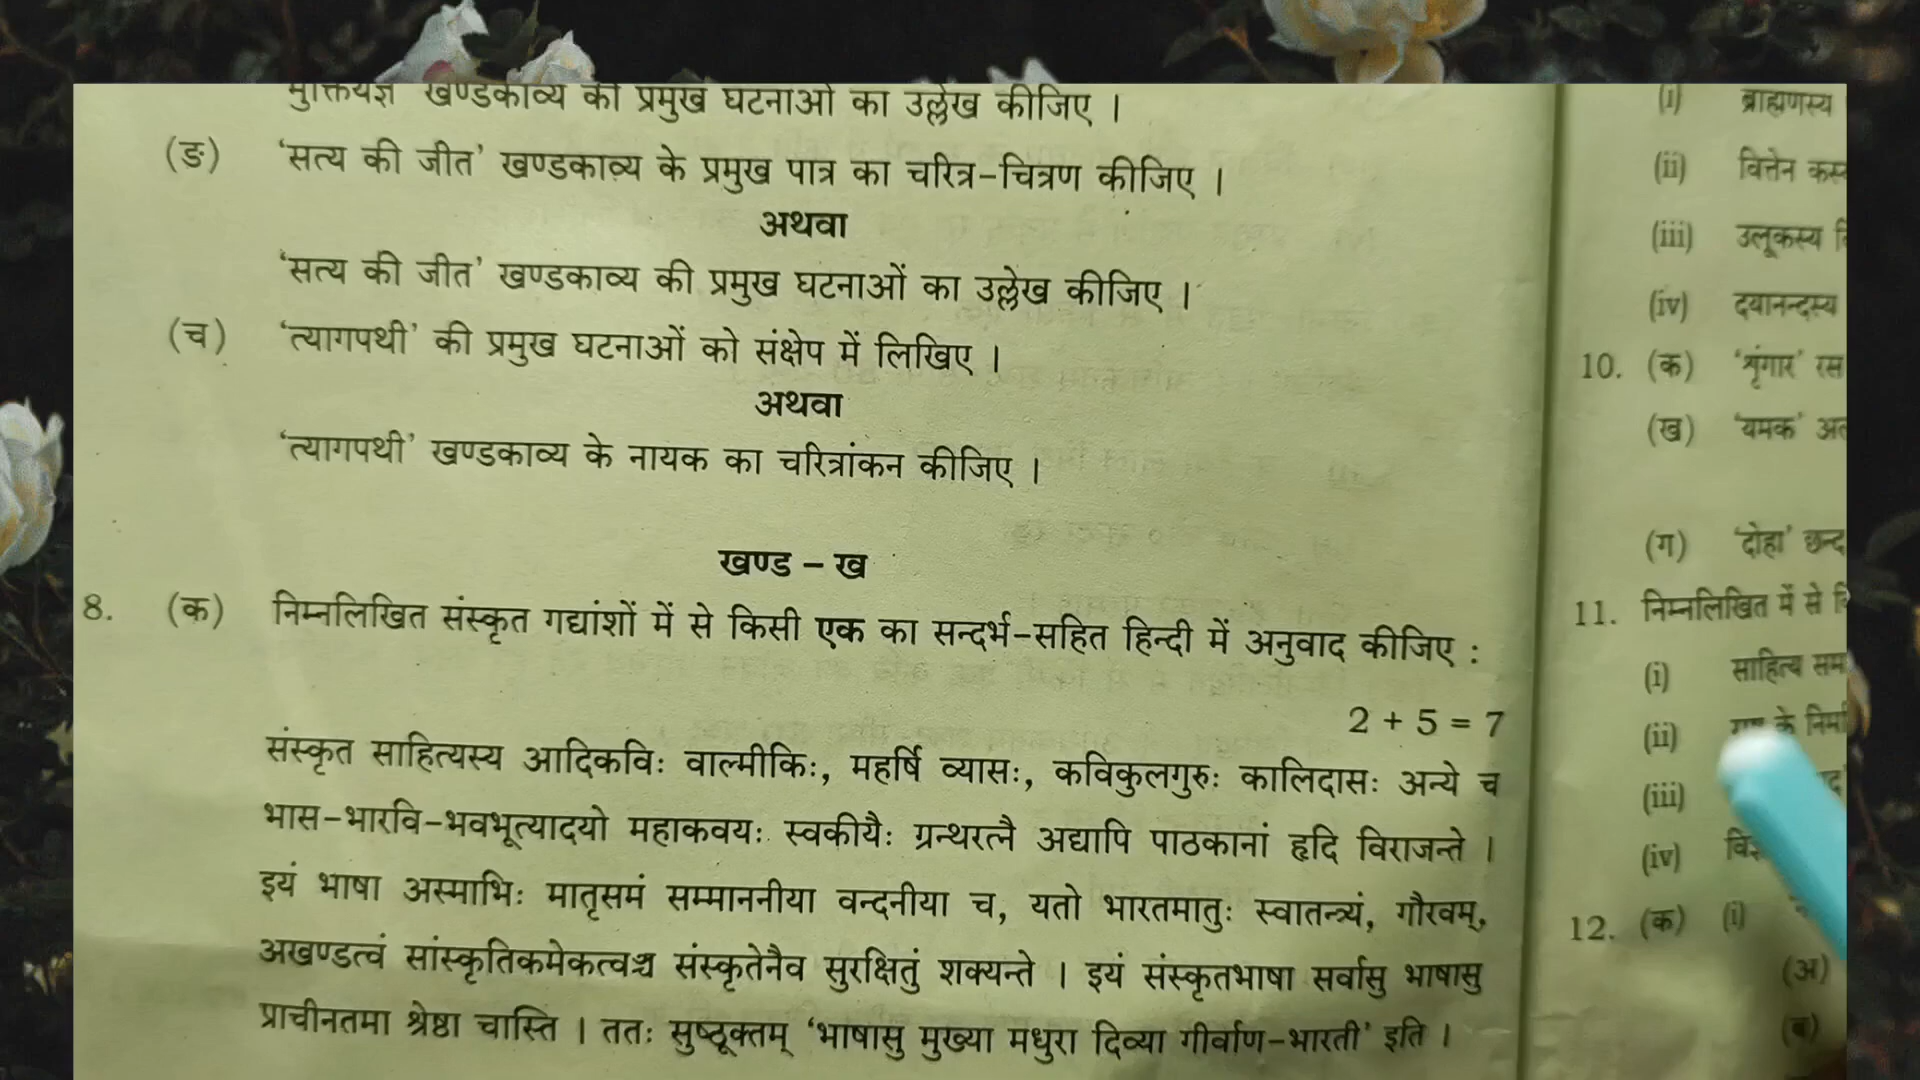 मुक्तियज्ञ खण्डकाव्य की प्रमुख घटनाओं का उल्लेख कीजिए ।
(ङ) ‘सत्य की जीत’ खण्डकाव्य के प्रमुख पात्र का चरित्र-चित्रण कीजिए ।
अथवा
‘सत्य की जीत’ खण्डकाव्य की प्रमुख घटनाओं का उल्लेख कीजिए ।
(च) ‘त्यागपथी’ की प्रमुख घटनाओं को संक्षेप में लिखिए ।
अथवा
‘त्यागपथी’ खण्डकाव्य के नायक का चरित्रांकन कीजिए ।
खण्ड – ख
8. (क) निम्नलिखित संस्कृत गद्यांशों में से किसी एक का सन्दर्भ-सहित हिन्दी में अनुवाद कीजिए :
2 + 5 = 7
संस्कृत साहित्यस्य आदिकविः वाल्मीकिः, महर्षि व्यासः, कविकुलगुरुः कालिदासः अन्ये च
भास-भारवि-भवभूत्यादयो महाकवयः स्वकीयैः ग्रन्थरत्नै अद्यापि पाठकानां हृदि विराजन्ते ।
इयं भाषा अस्माभिः मातृसमं सम्माननीया वन्दनीया च, यतो भारतमातुः स्वातन्त्र्यं, गौरवम्,
अखण्डत्वं सांस्कृतिकमेकत्वञ्च संस्कृतेनैव सुरक्षितुं शक्यन्ते । इयं संस्कृतभाषा सर्वासु भाषासु
प्राचीनतमा श्रेष्ठा चास्ति । ततः सुष्ठूक्तम् ‘भाषासु मुख्या मधुरा दिव्या गीर्वाण-भारती’ इति ।
(i) ब्राह्मणस्य
(ii) वित्तेन
(iii) उलूकस्य
(iv) दयानन्दस्य
10. (क) ‘शृंगार’ रस
(ख) ‘यमक’
(ग) ‘दोहा’ छन्द
11. निम्नलिखित में से
(i) साहित्य
(ii) के
(iii)
(iv)
12. (क) (i)
(अ)
(ब)